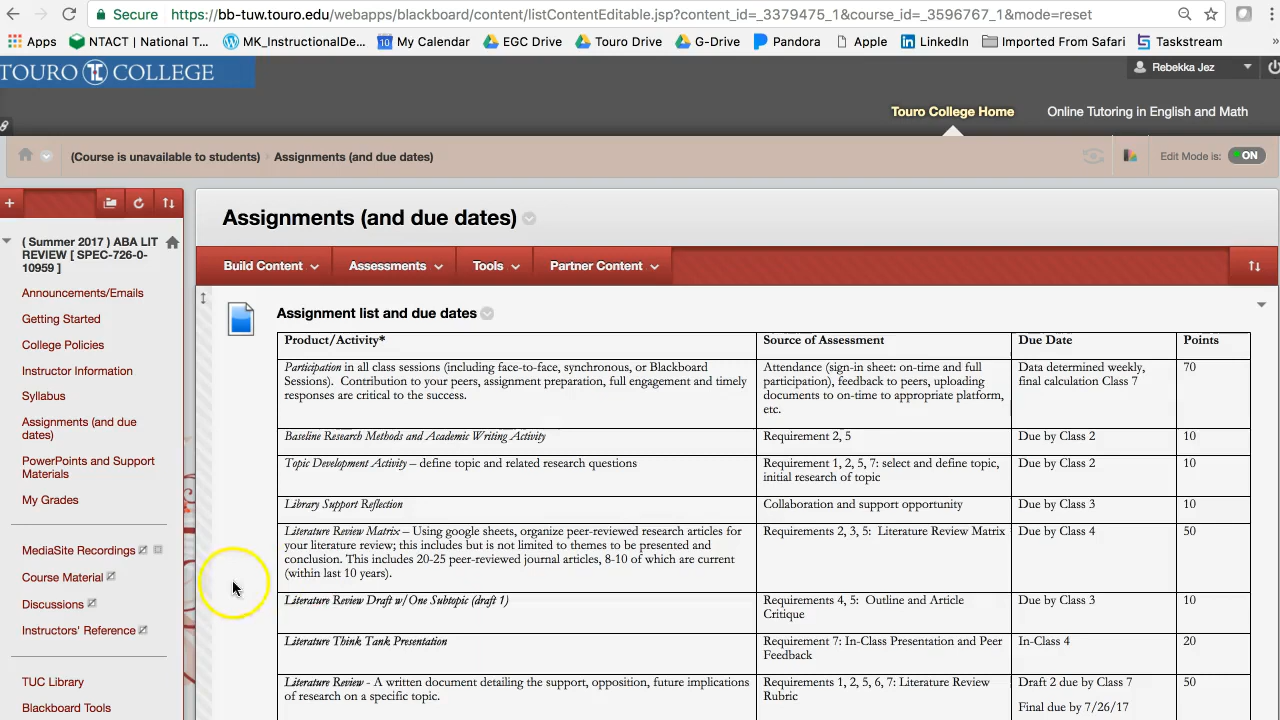 Secure https://bb-tuw.touro.edu/webapps/blackboard/content/listContentEditable.jsp?content_id=_3379475_1&course_id=_3596767_1&mode=reset
Apps NTACT | National T... MK_InstructionalDe... 10 My Calendar EGC Drive Touro Drive G-Drive Pandora Apple LinkedIn Imported From Safari Taskstream »
TOURO TC COLLEGE
Rebekka Jez
Touro College Home Online Tutoring in English and Math
(Course is unavailable to students) Assignments (and due dates) Edit Mode is: ON
( Summer 2017 ) ABA LIT
REVIEW [ SPEC-726-0-
10959 ]
Announcements/Emails
Getting Started
College Policies
Instructor Information
Syllabus
Assignments (and due
dates)
PowerPoints and Support
Materials
My Grades
MediaSite Recordings
Course Material
Discussions
Instructors' Reference
TUC Library
Blackboard Tools
Assignments (and due dates)
Build Content Assessments Tools Partner Content
Assignment list and due dates
Product/Activity* Source of Assessment Due Date Points
Participation in all class sessions (including face-to-face, synchronous, or Blackboard
Sessions). Contribution to your peers, assignment preparation, full engagement and timely
responses are critical to the success.
Attendance (sign-in sheet: on-time and full
participation), feedback to peers, uploading
documents to on-time to appropriate platform,
etc.
Data determined weekly,
final calculation Class 7
70
Baseline Research Methods and Academic Writing Activity
Requirement 2, 5
Due by Class 2
10
Topic Development Activity – define topic and related research questions
Requirement 1, 2, 5, 7: select and define topic,
initial research of topic
Due by Class 2
10
Library Support Reflection
Collaboration and support opportunity
Due by Class 3
10
Literature Review Matrix – Using google sheets, organize peer-reviewed research articles for
your literature review; this includes but is not limited to themes to be presented and
conclusion. This includes 20-25 peer-reviewed journal articles, 8-10 of which are current
(within last 10 years).
Requirements 2, 3, 5: Literature Review Matrix
Due by Class 4
50
Literature Review Draft w/One Subtopic (draft 1)
Requirements 4, 5: Outline and Article
Critique
Due by Class 3
10
Literature Think Tank Presentation
Requirement 7: In-Class Presentation and Peer
Feedback
In-Class 4
20
Literature Review - A written document detailing the support, opposition, future implications
of research on a specific topic.
Requirements 1, 2, 5, 6, 7: Literature Review
Rubric
Draft 2 due by Class 7
Final due by 7/26/17
50